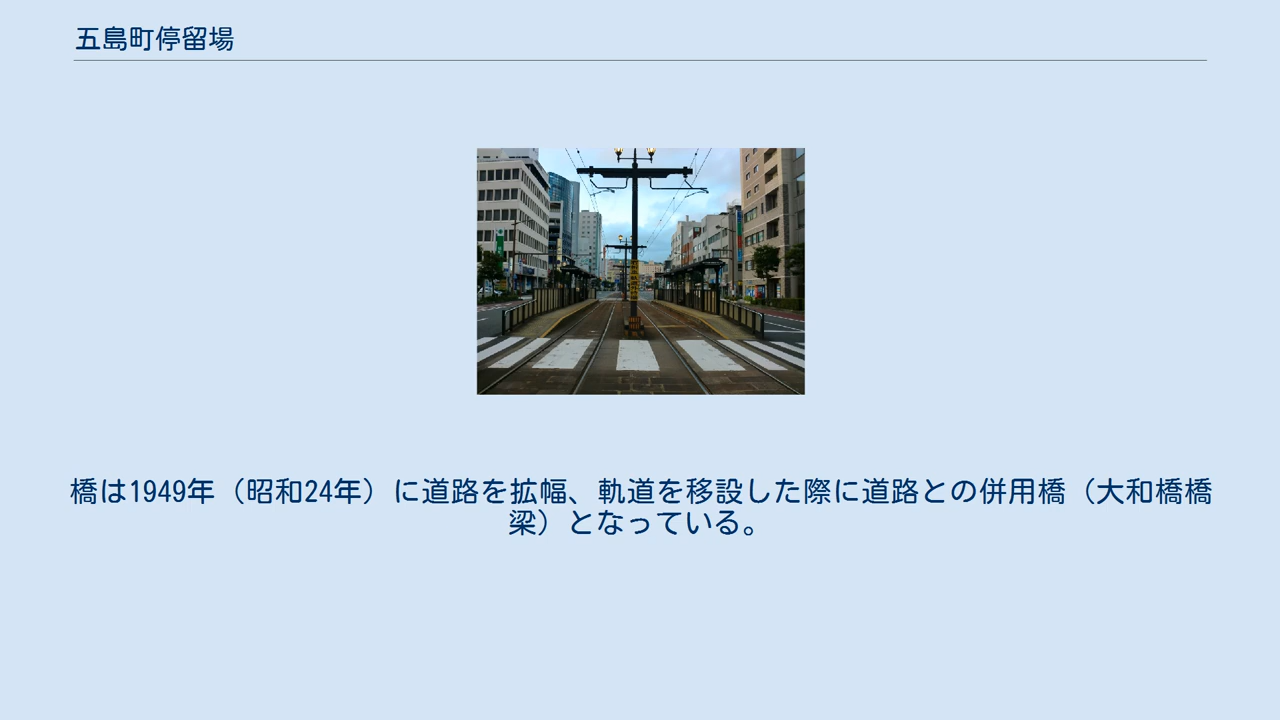 五島町停留場
橋は1949年（昭和24年）に道路を拡幅、軌道を移設した際に道路との併用橋（大和橋橋
梁）となっている。